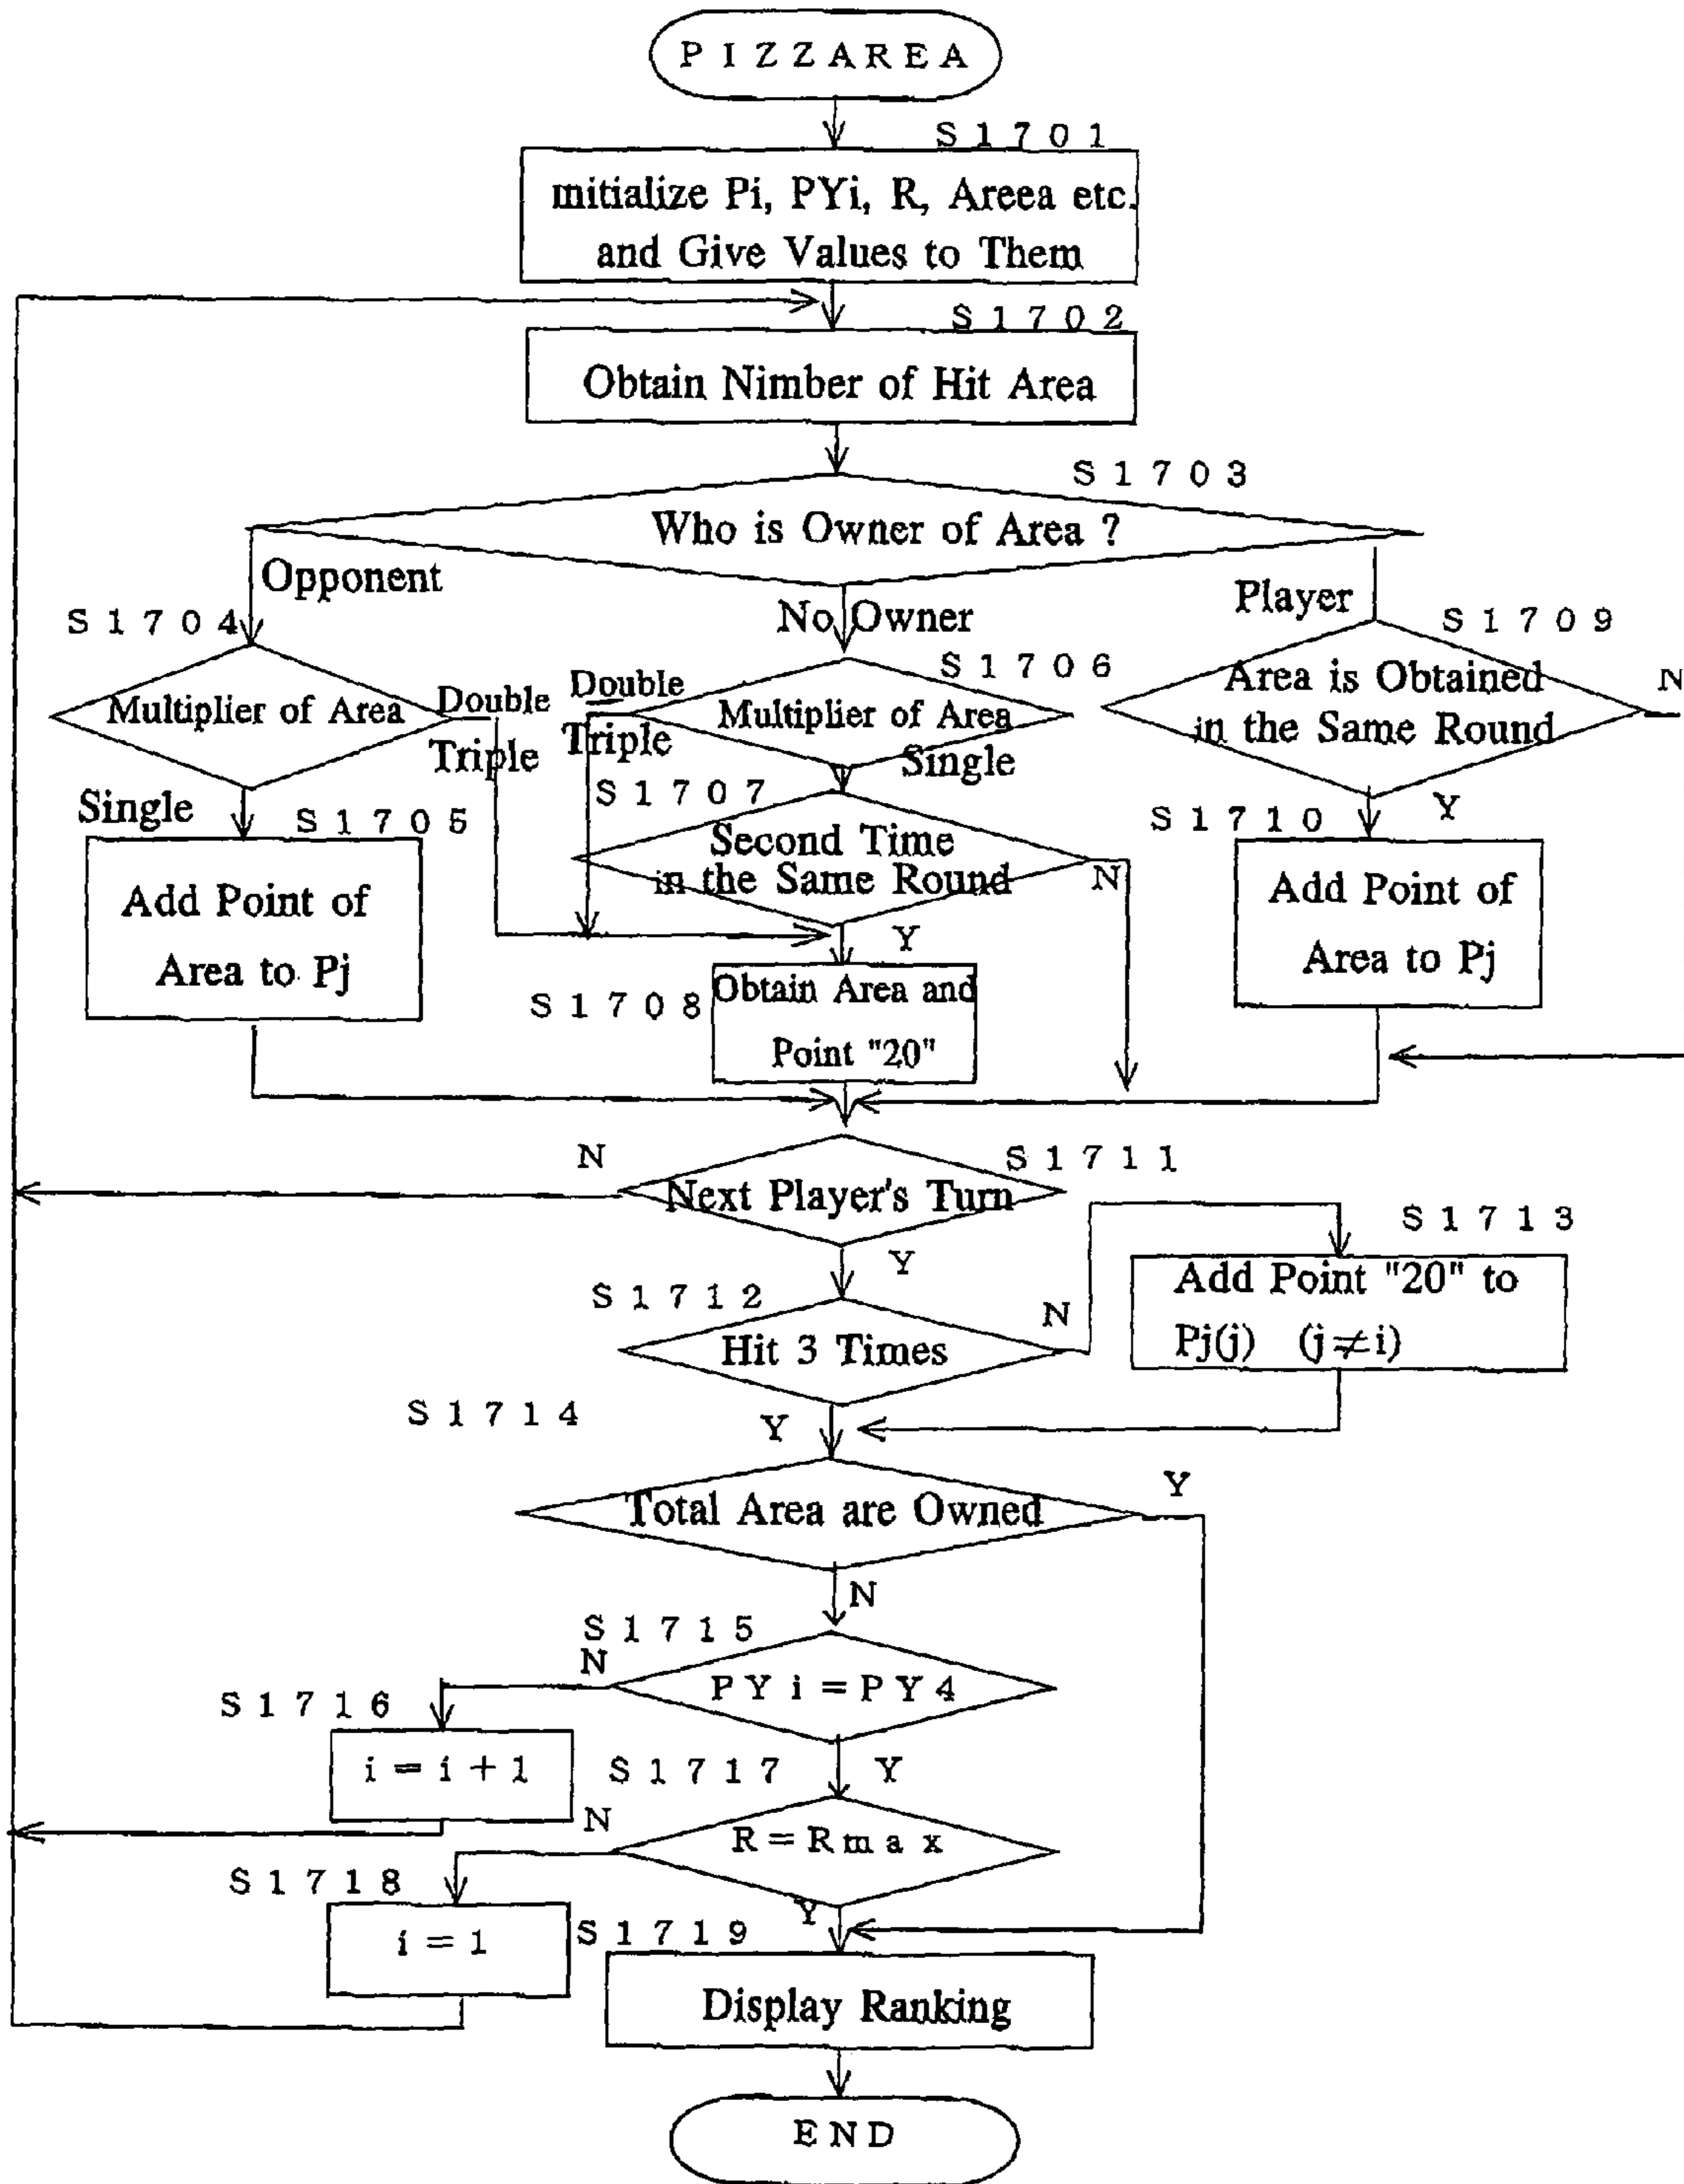 PIZZAREA
S1701
mitialize Pi, PYi, R, Areea etc.
and Give Values to Them
S1702
Obtain Nimber of Hit Area
S1703
Who is Owner of Area ?
Opponent
No Owner
Player
S1704
Multiplier of Area
Double
Triple
Single
S1705
Add Point of
Area to Pj
S1706
Multiplier of Area
Double
Triple
Single
S1707
Second Time
in the Same Round
N
Y
S1708
Obtain Area and
Point "20"
S1709
Area is Obtained
in the Same Round
N
Y
S1710
Add Point of
Area to Pj
S1711
N
Next Player's Turn
Y
S1712
Hit 3 Times
N
Y
S1713
Add Point "20" to
Pj(j) (j≠i)
S1714
Total Area are Owned
Y
N
S1715
N
PYi=PY4
Y
S1716
i=i+1
S1717
N
R=Rmax
Y
S1718
i=1
S1719
Display Ranking
END